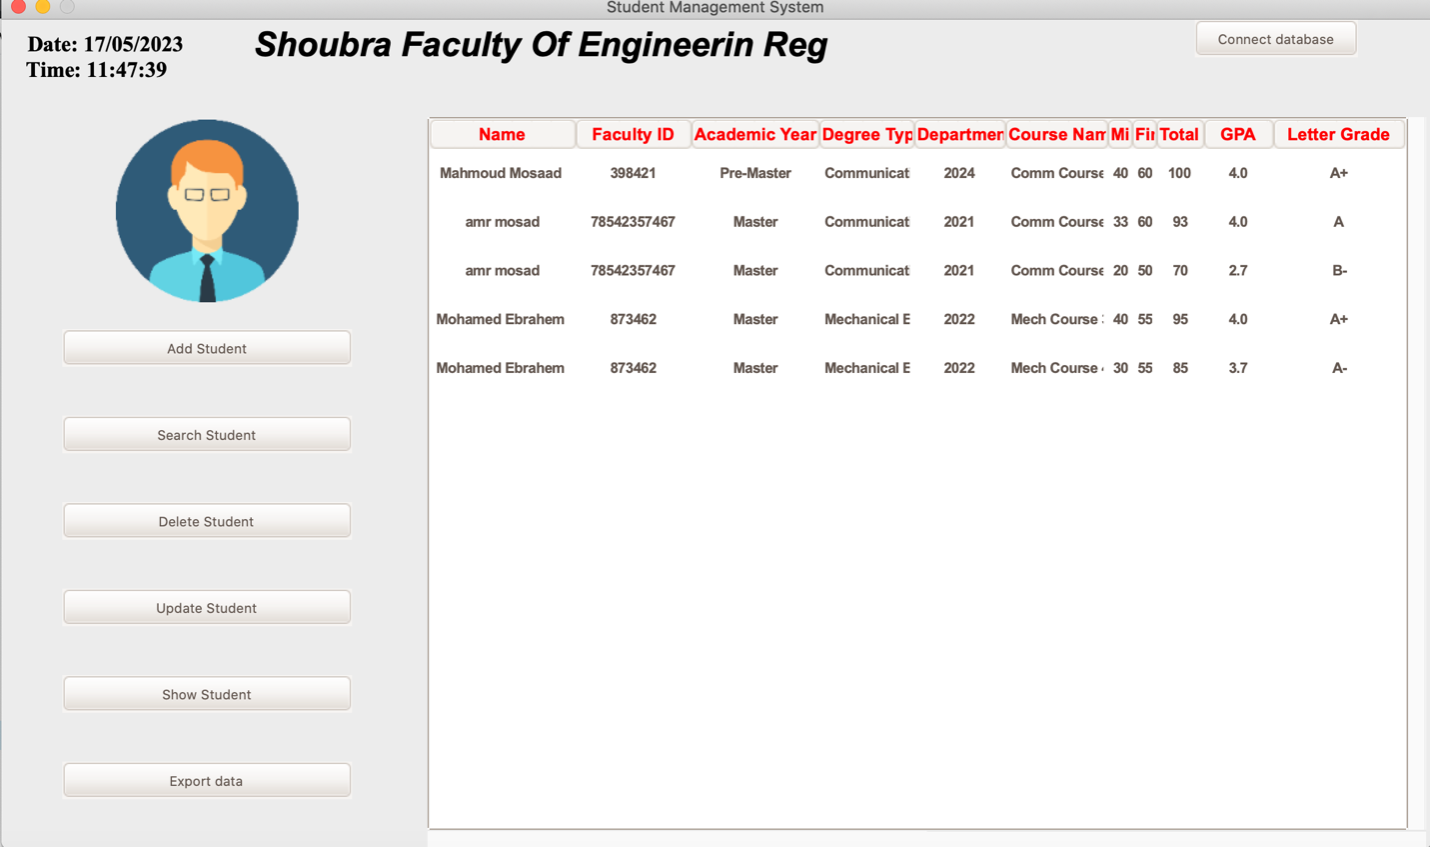 Student Management System
Date: 17/05/2023
Time: 11:47:39
Shoubra Faculty Of Engineerin Reg
Connect database
Name Faculty ID Academic Year Degree Typ Departmen Course Nam Mi Fir Total GPA Letter Grade
Mahmoud Mosaad 398421 Pre-Master Communicat 2024 Comm Course 40 60 100 4.0 A+
amr mosad 78542357467 Master Communicat 2021 Comm Course 33 60 93 4.0 A
amr mosad 78542357467 Master Communicat 2021 Comm Course 20 50 70 2.7 B-
Mohamed Ebrahem 873462 Master Mechanical E 2022 Mech Course 40 55 95 4.0 A+
Mohamed Ebrahem 873462 Master Mechanical E 2022 Mech Course 30 55 85 3.7 A-
Add Student
Search Student
Delete Student
Update Student
Show Student
Export data